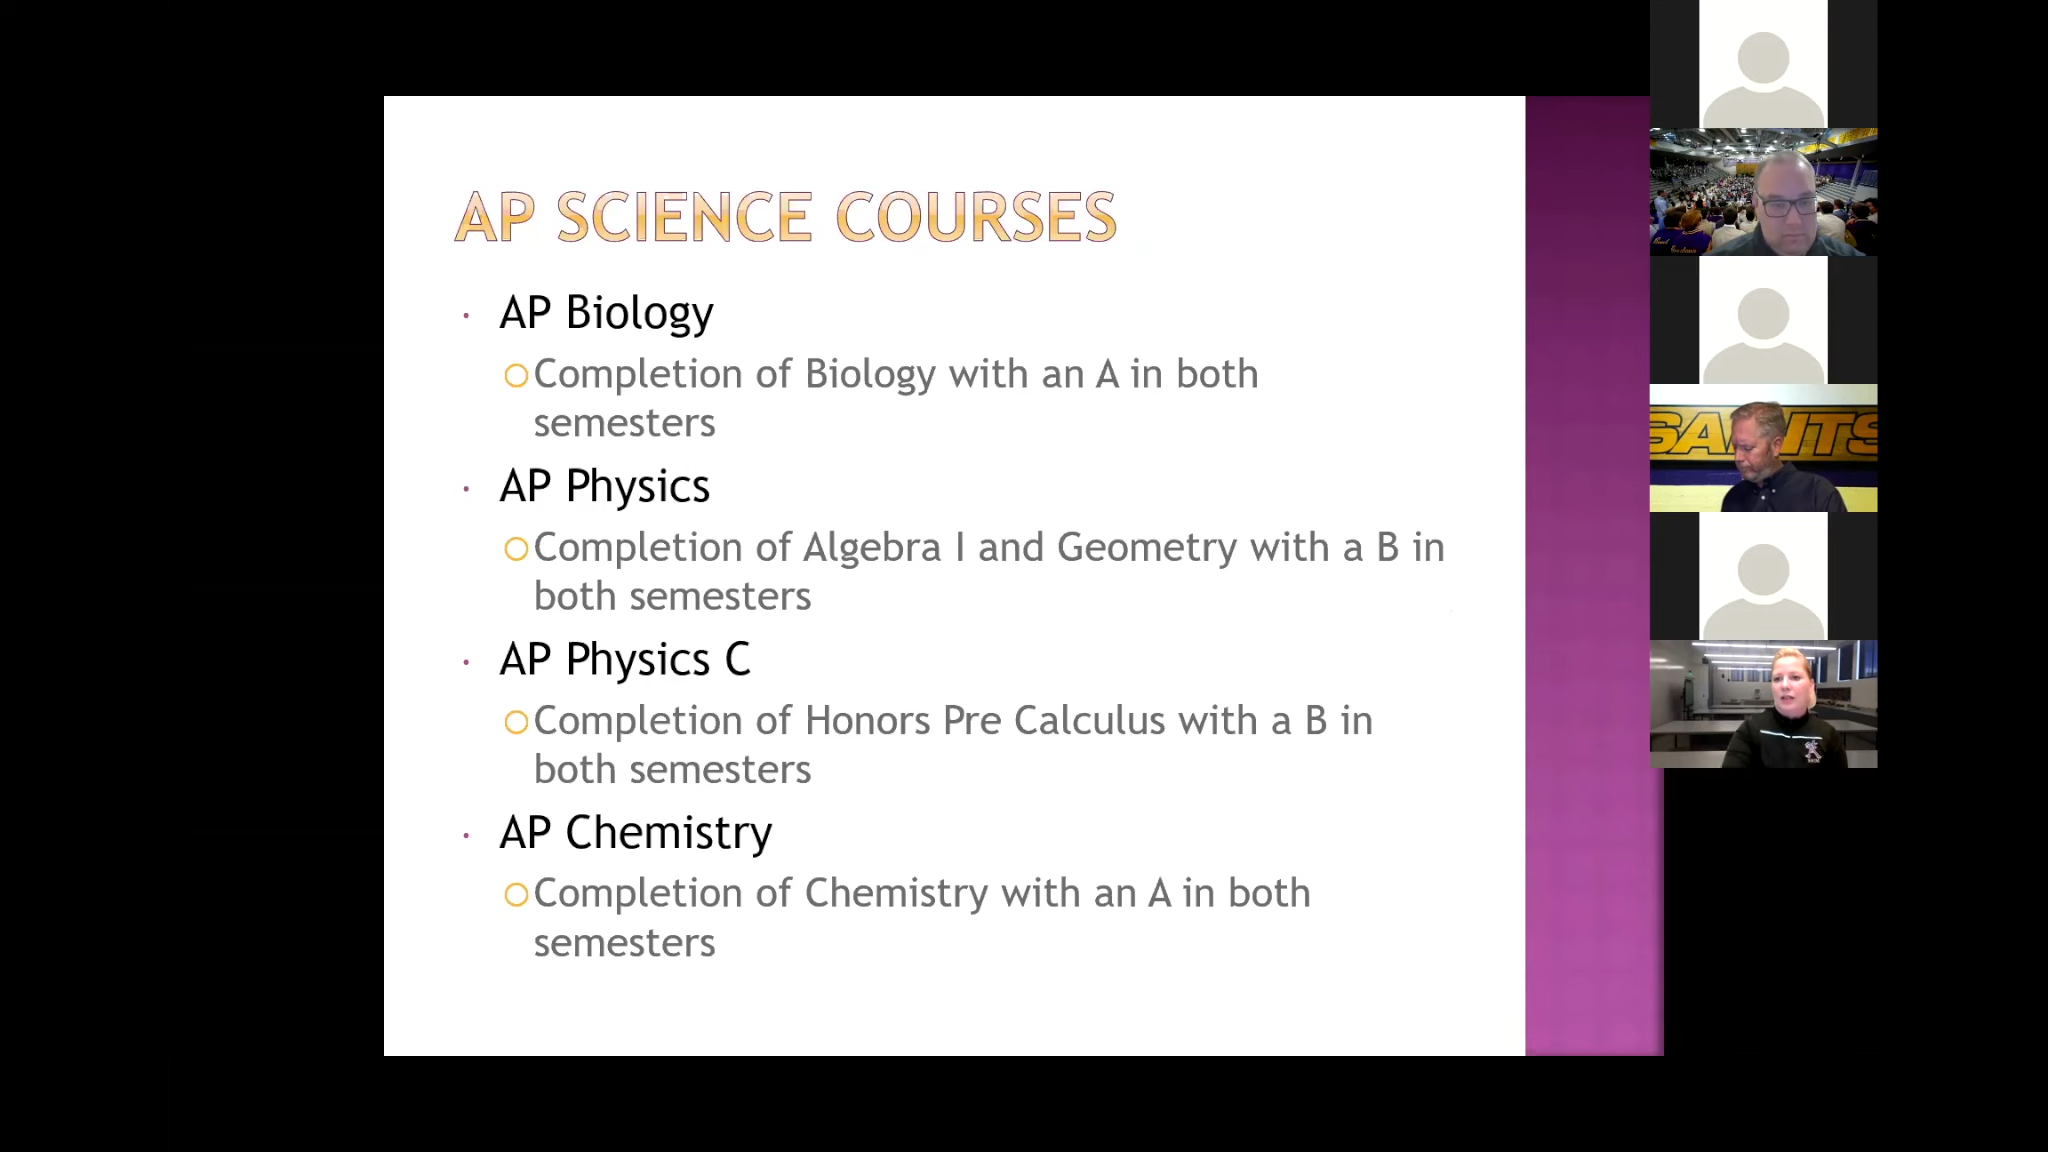 AP SCIENCE COURSES
AP Biology
Completion of Biology with an A in both
semesters
AP Physics
Completion of Algebra I and Geometry with a B in
both semesters
AP Physics C
Completion of Honors Pre Calculus with a B in
both semesters
AP Chemistry
Completion of Chemistry with an A in both
semesters
SAINTS